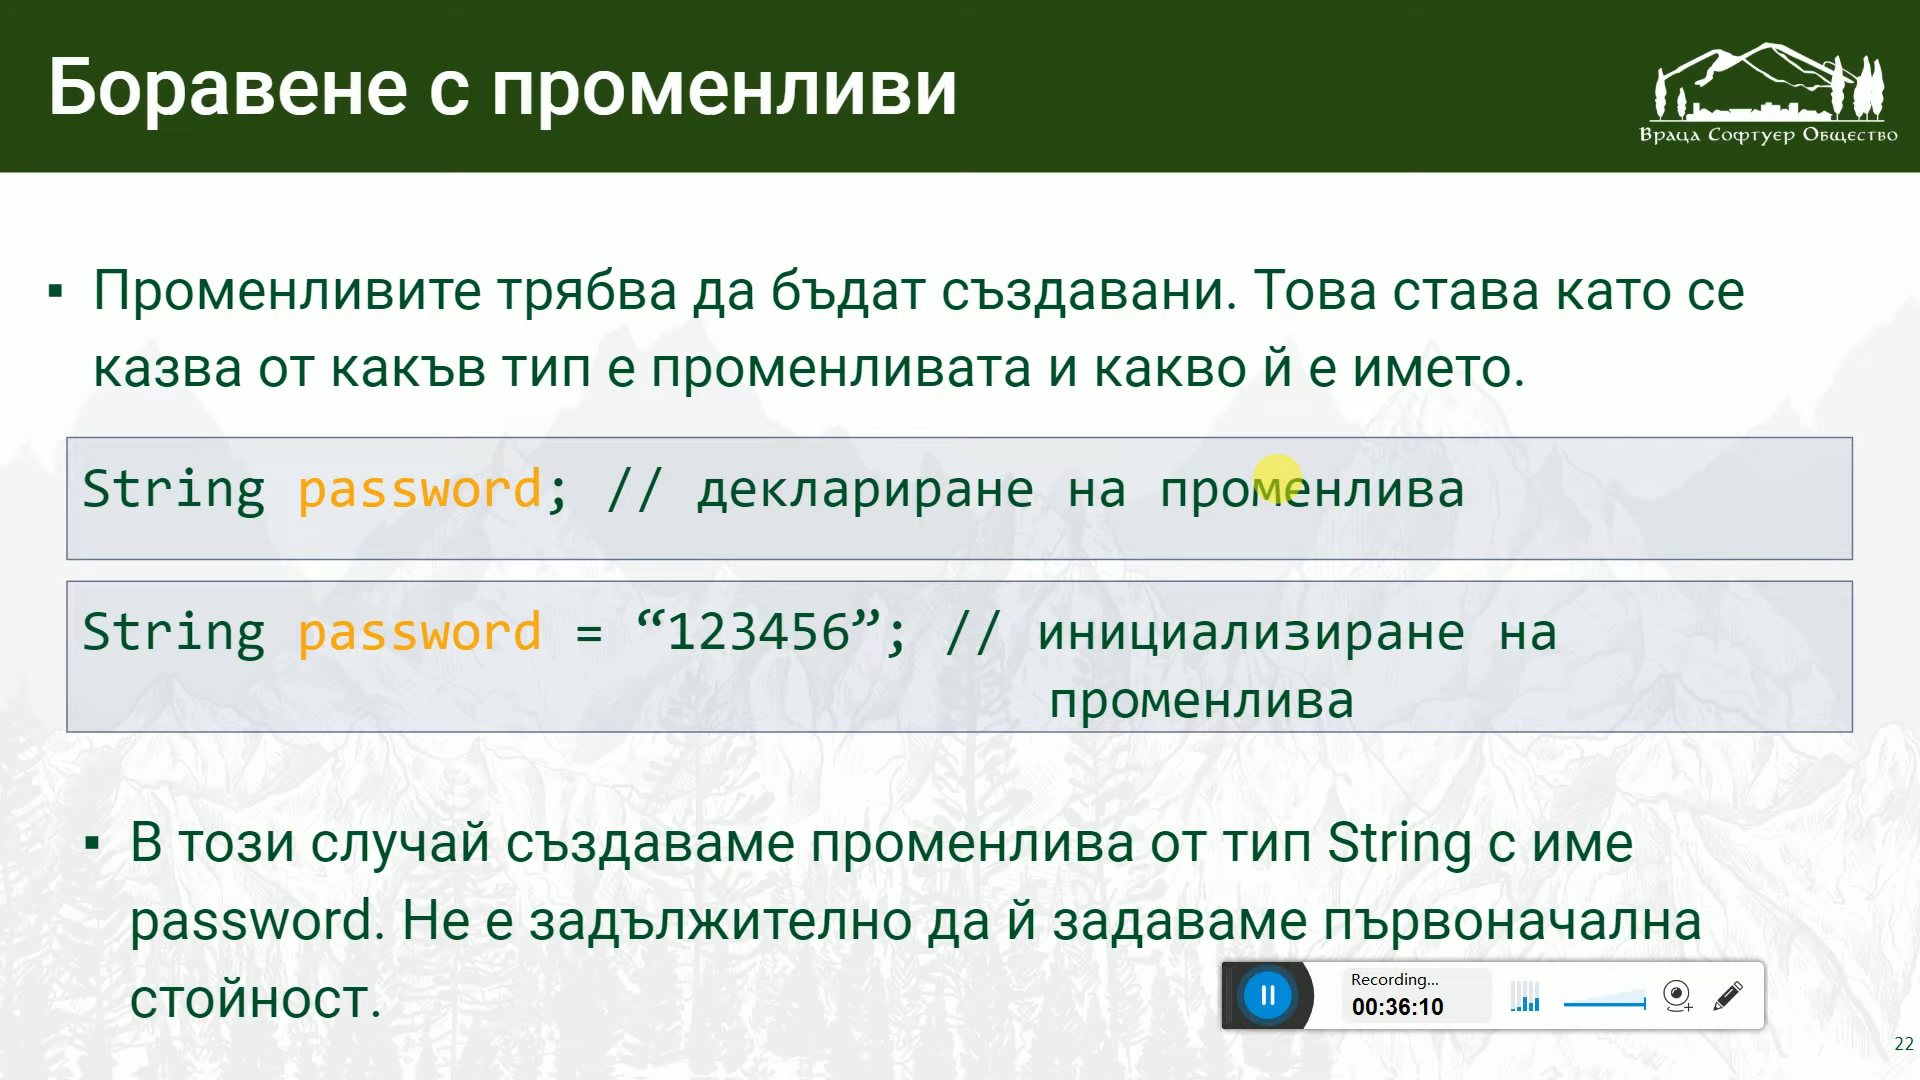 Боравене с променливи
Враца Софтуер Общество
▪ Променливите трябва да бъдат създавани. Това става като се
казва от какъв тип е променливата и какво й е името.
String password; // деклариране на променлива
String password = “123456”; // инициализиране на
променлива
▪ В този случай създаваме променлива от тип String с име
password. Не е задължително да й задаваме първоначална
стойност.
Recording...
00:36:10
22